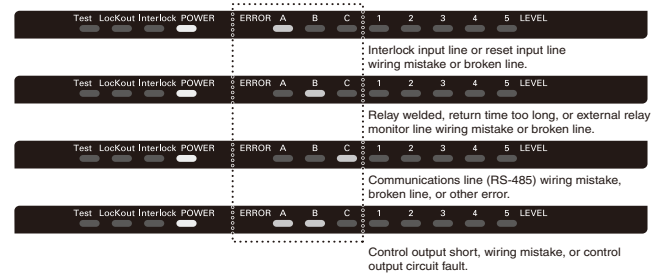 Test LocKout Interlock POWER ERROR A B C 1 2 3 4 5 LEVEL
Interlock input line or reset input line
wiring mistake or broken line.
Test LocKout Interlock POWER ERROR A B C 1 2 3 4 5 LEVEL
Relay welded, return time too long, or external relay
monitor line wiring mistake or broken line.
Test LocKout Interlock POWER ERROR A B C 1 2 3 4 5 LEVEL
Communications line (RS-485) wiring mistake,
broken line, or other error.
Test LocKout Interlock POWER ERROR A B C 1 2 3 4 5 LEVEL
Control output short, wiring mistake, or control
output circuit fault.